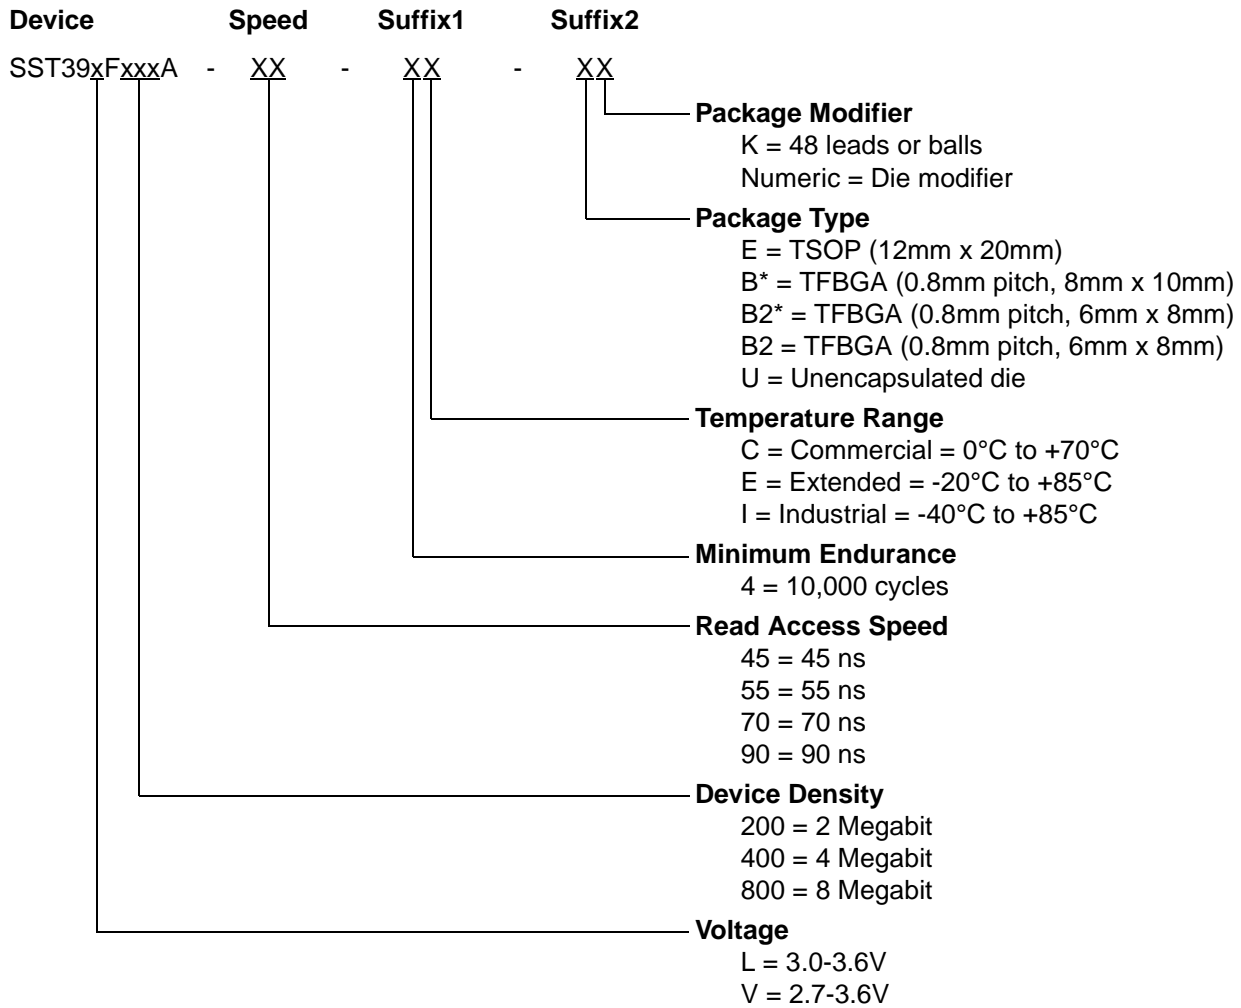 Device Speed Suffix1 Suffix2
SST39xFxxxA - XX - XX - XX
Package Modifier
K = 48 leads or balls
Numeric = Die modifier
Package Type
E = TSOP (12mm x 20mm)
B* = TFBGA (0.8mm pitch, 8mm x 10mm)
B2* = TFBGA (0.8mm pitch, 6mm x 8mm)
B2 = TFBGA (0.8mm pitch, 6mm x 8mm)
U = Unencapsulated die
Temperature Range
C = Commercial = 0°C to +70°C
E = Extended = -20°C to +85°C
I = Industrial = -40°C to +85°C
Minimum Endurance
4 = 10,000 cycles
Read Access Speed
45 = 45 ns
55 = 55 ns
70 = 70 ns
90 = 90 ns
Device Density
200 = 2 Megabit
400 = 4 Megabit
800 = 8 Megabit
Voltage
L = 3.0-3.6V
V = 2.7-3.6V